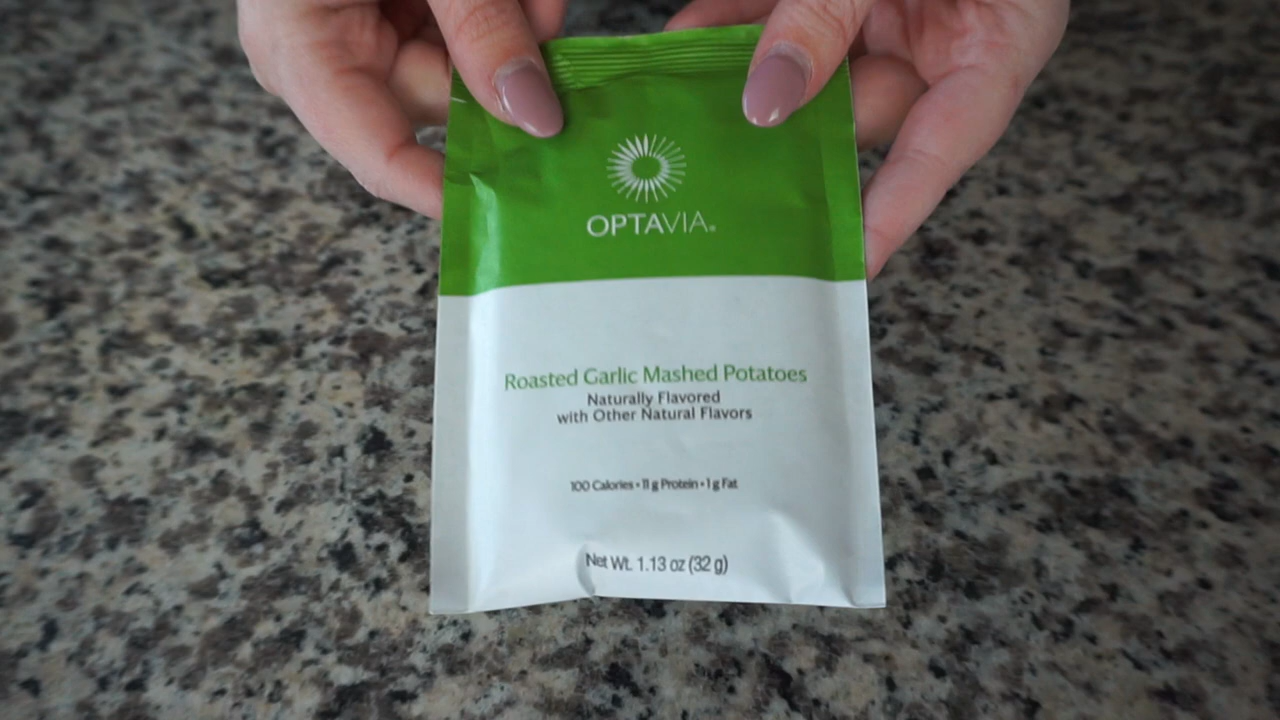 OPTAVIA®
Roasted Garlic Mashed Potatoes
Naturally Flavored
with Other Natural Flavors
100 Calories • 11 g Protein • 1 g Fat
Net Wt. 1.13 oz (32 g)